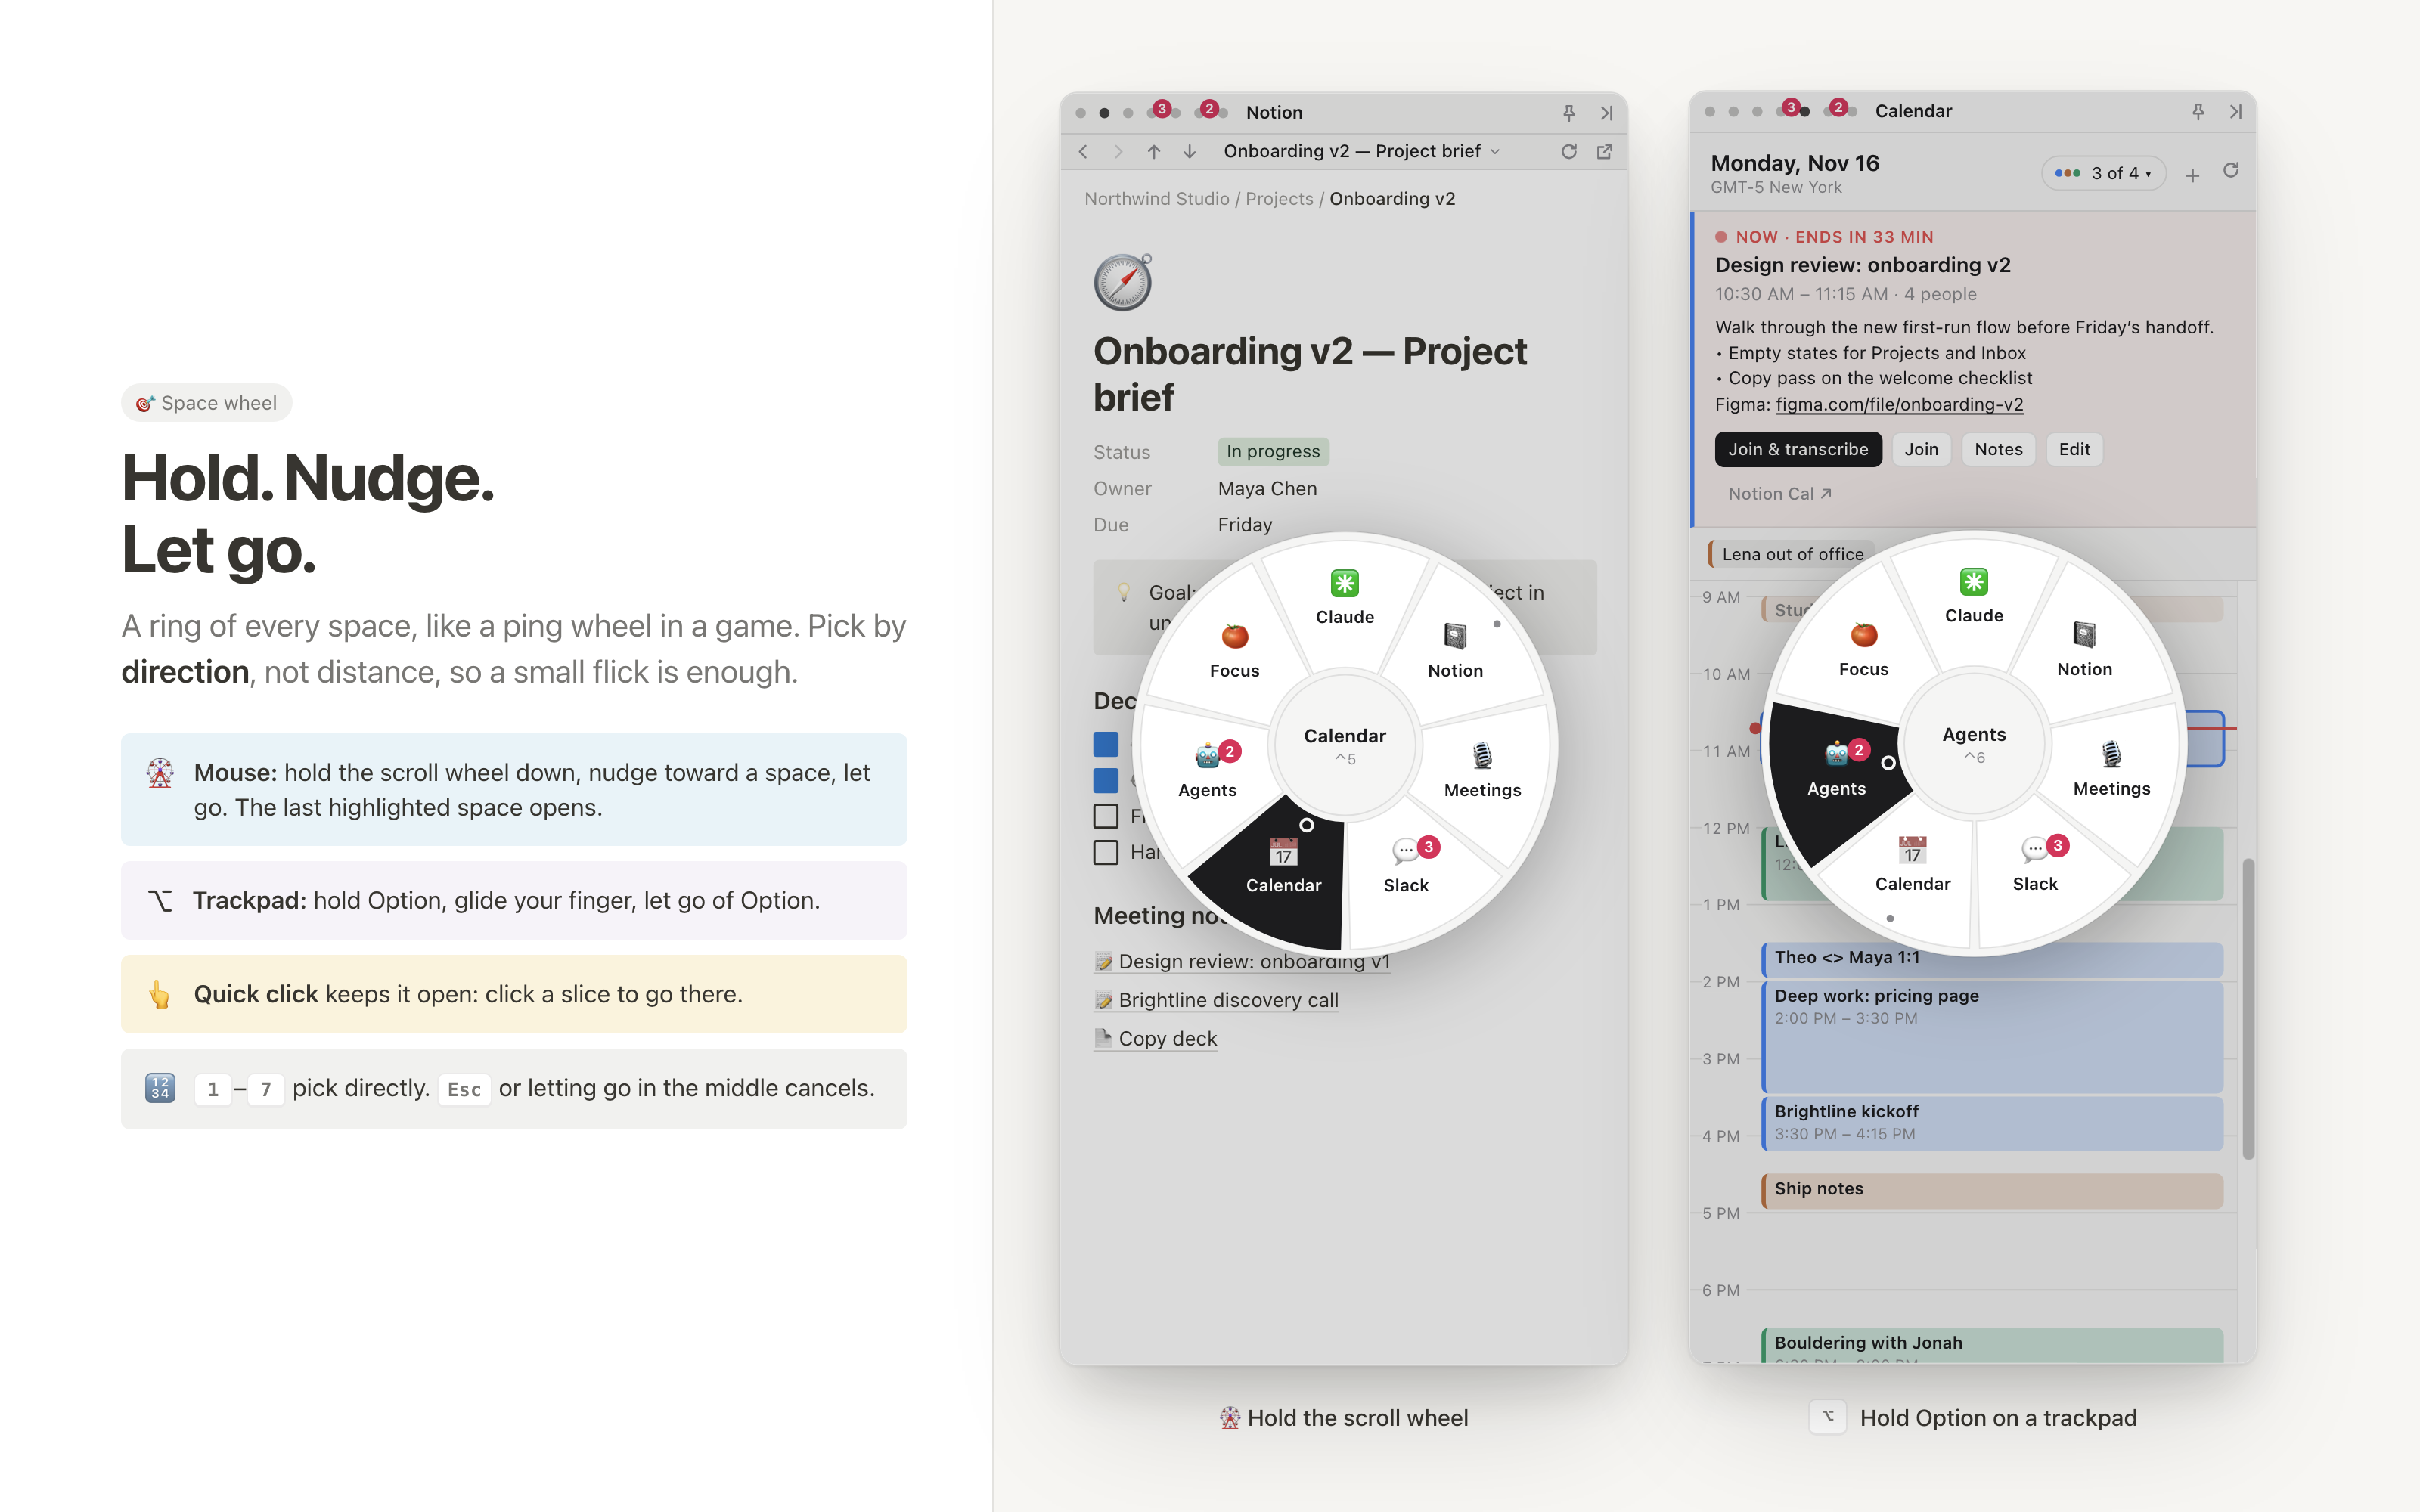 Space wheel
Hold. Nudge.
Let go.
A ring of every space, like a ping wheel in a game. Pick by
direction, not distance, so a small flick is enough.
Mouse: hold the scroll wheel down, nudge toward a space, let
go. The last highlighted space opens.
⌥ Trackpad: hold Option, glide your finger, let go of Option.
Quick click keeps it open: click a slice to go there.
1–7 pick directly. Esc or letting go in the middle cancels.
3 2 Notion
Onboarding v2 — Project brief
Northwind Studio / Projects / Onboarding v2
Onboarding v2 — Project
brief
Status In progress
Owner Maya Chen
Due Friday
Goal:
in
Claude
Notion
Meetings
3
Slack
17
Calendar
2
Agents
Focus
Calendar
^5
Meeting
Design review: onboarding v1
Brightline discovery call
Copy deck
Hold the scroll wheel
3 2 Calendar
Monday, Nov 16
GMT-5 New York
3 of 4
NOW · ENDS IN 33 MIN
Design review: onboarding v2
10:30 AM – 11:15 AM · 4 people
Walk through the new first-run flow before Friday’s handoff.
• Empty states for Projects and Inbox
• Copy pass on the welcome checklist
Figma: figma.com/file/onboarding-v2
Join & transcribe Join Notes Edit
Notion Cal ↗
Lena out of office
9 AM
10 AM
11 AM
12 PM
1 PM
Claude
Notion
Meetings
3
Slack
17
Calendar
2
Agents
Focus
Agents
^6
Theo <> Maya 1:1
2 PM
Deep work: pricing page
2:00 PM – 3:30 PM
3 PM
Brightline kickoff
3:30 PM – 4:15 PM
4 PM
Ship notes
5 PM
6 PM
Bouldering with Jonah
⌥ Hold Option on a trackpad